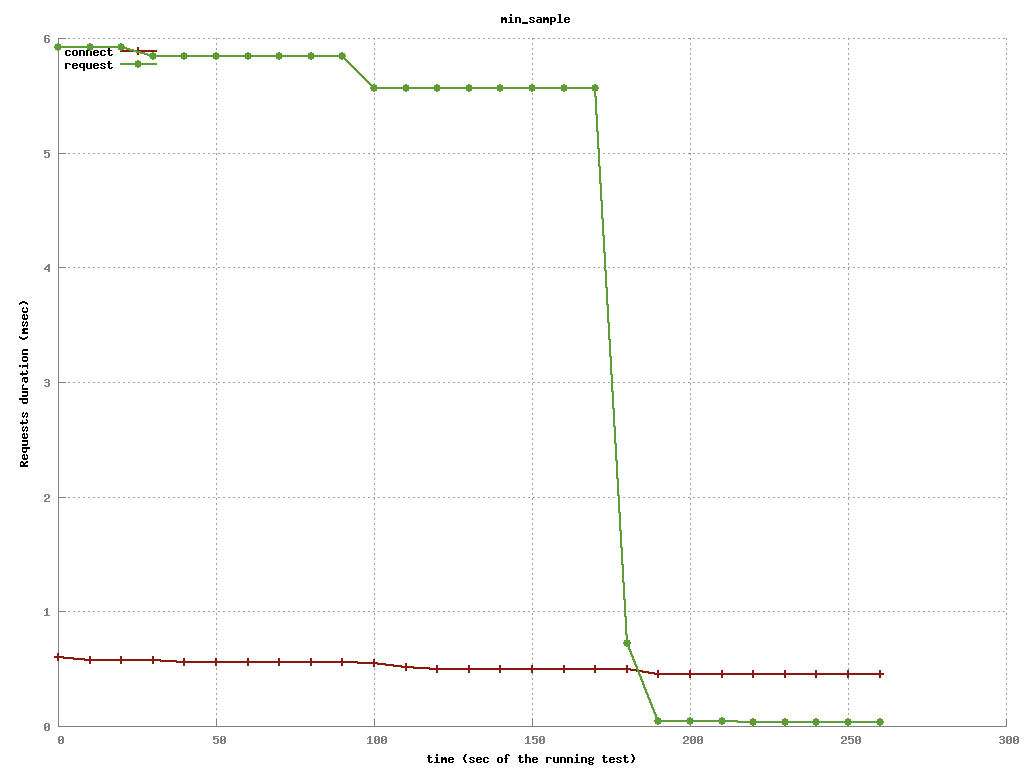 min_sample
6
connect
request
5
4
3
2
1
0
Requests duration (msec)
0 50 100 150 200 250 300
time (sec of the running test)